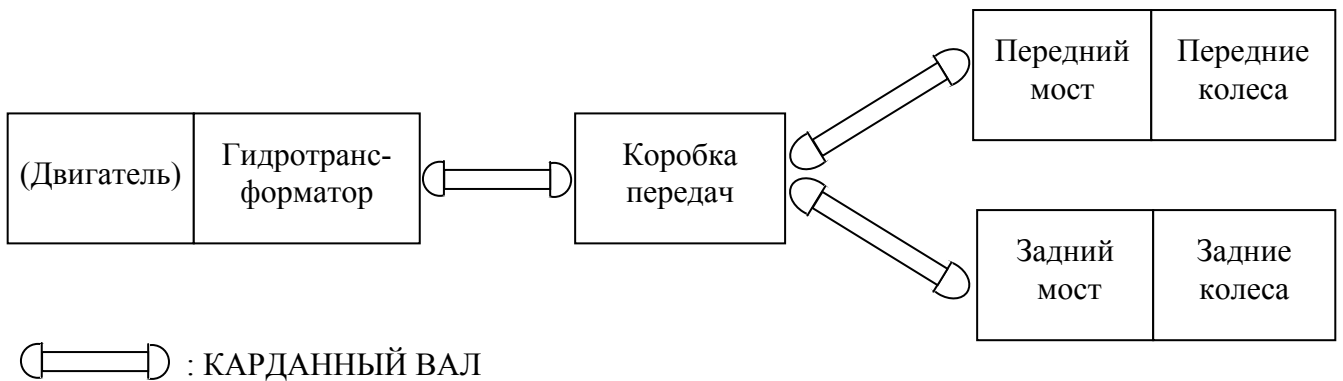 (Двигатель)
Гидротранс-
форматор
Коробка
передач
Передний
мост
Передние
колеса
Задний
мост
Задние
колеса
: КАРДАННЫЙ ВАЛ